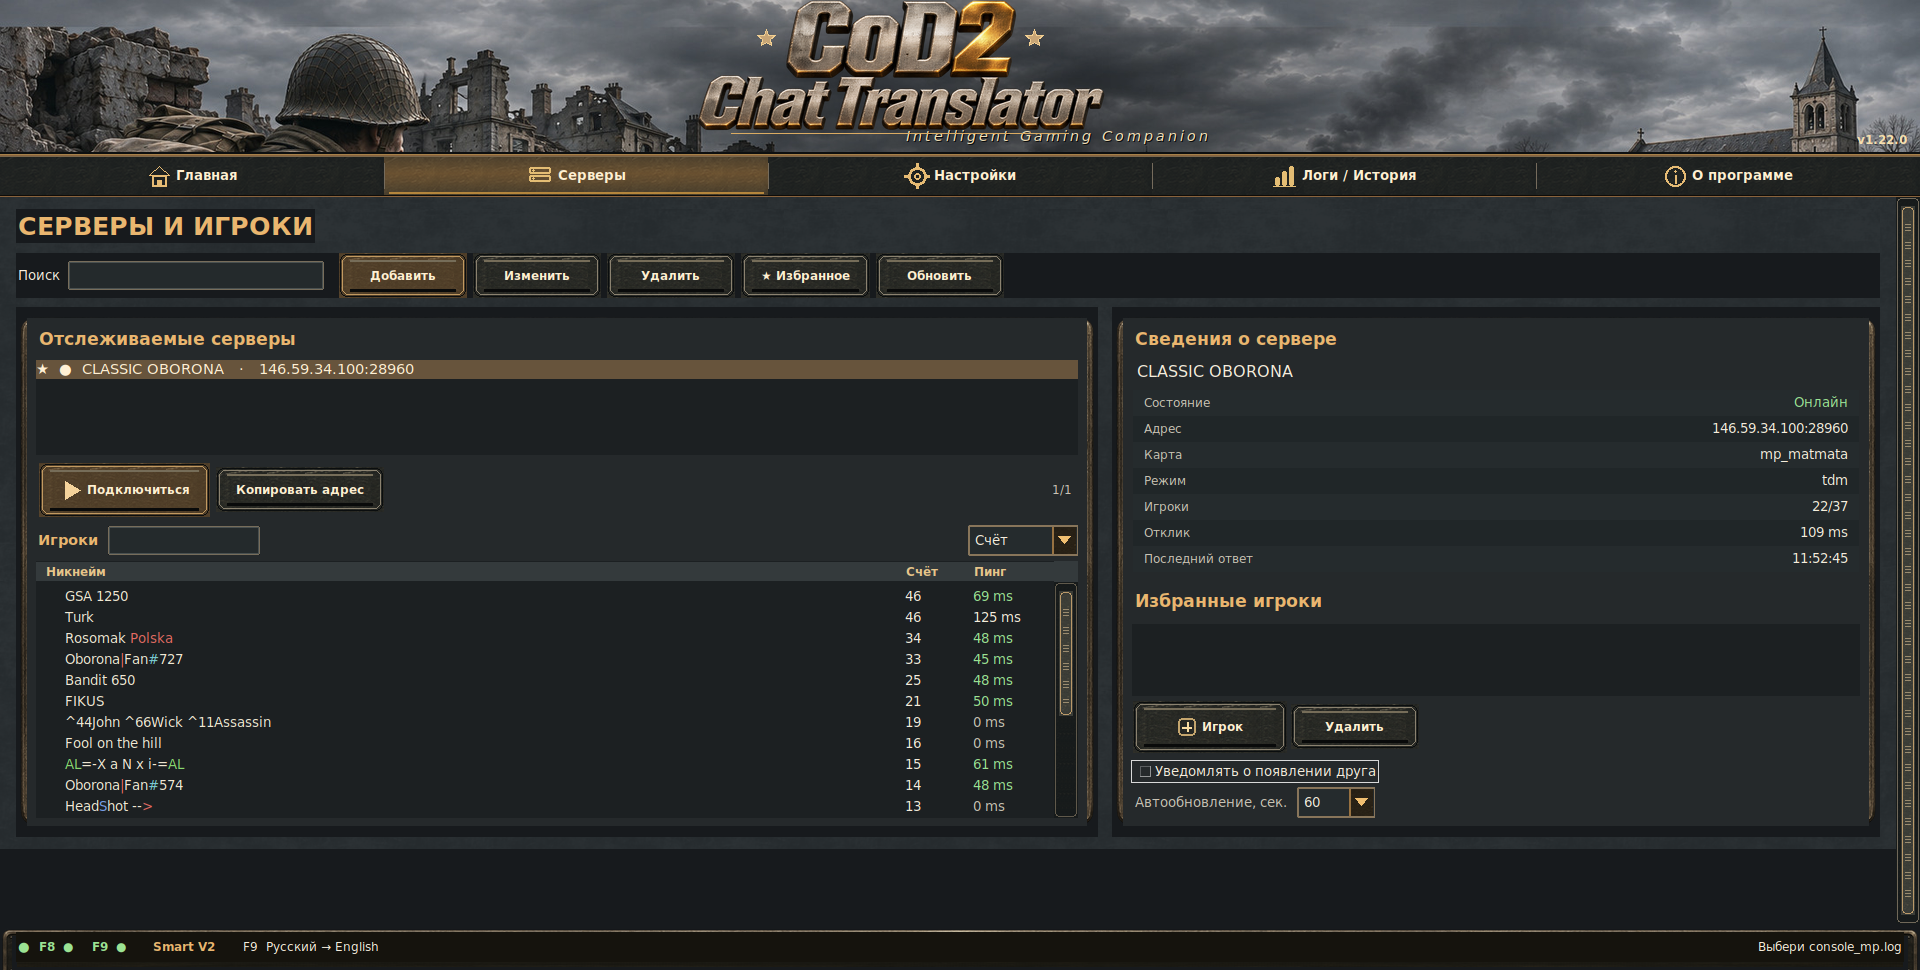 CoD2
Chat Translator
Intelligent Gaming Companion
v1.22.0
Главная
Серверы
Настройки
Логи / История
О программе
СЕРВЕРЫ И ИГРОКИ
Поиск
Добавить
Изменить
Удалить
★ Избранное
Обновить
Отслеживаемые серверы
★ ● CLASSIC OBORONA · 146.59.34.100:28960
Подключиться
Копировать адрес
1/1
Игроки
Счёт
Никнейм Счёт Пинг
GSA 1250 46 69 ms
Turk 46 125 ms
Rosomak Polska 34 48 ms
Oborona|Fan#727 33 45 ms
Bandit 650 25 48 ms
FIKUS 21 50 ms
^44John ^66Wick ^11Assassin 19 0 ms
Fool on the hill 16 0 ms
AL=-X a N x i-=AL 15 61 ms
Oborona|Fan#574 14 48 ms
HeadShot --> 13 0 ms
Сведения о сервере
CLASSIC OBORONA
Состояние Онлайн
Адрес 146.59.34.100:28960
Карта mp_matmata
Режим tdm
Игроки 22/37
Отклик 109 ms
Последний ответ 11:52:45
Избранные игроки
Игрок
Удалить
Уведомлять о появлении друга
Автообновление, сек. 60
● F8 ● F9 ● Smart V2 F9 Русский → English
Выбери console_mp.log